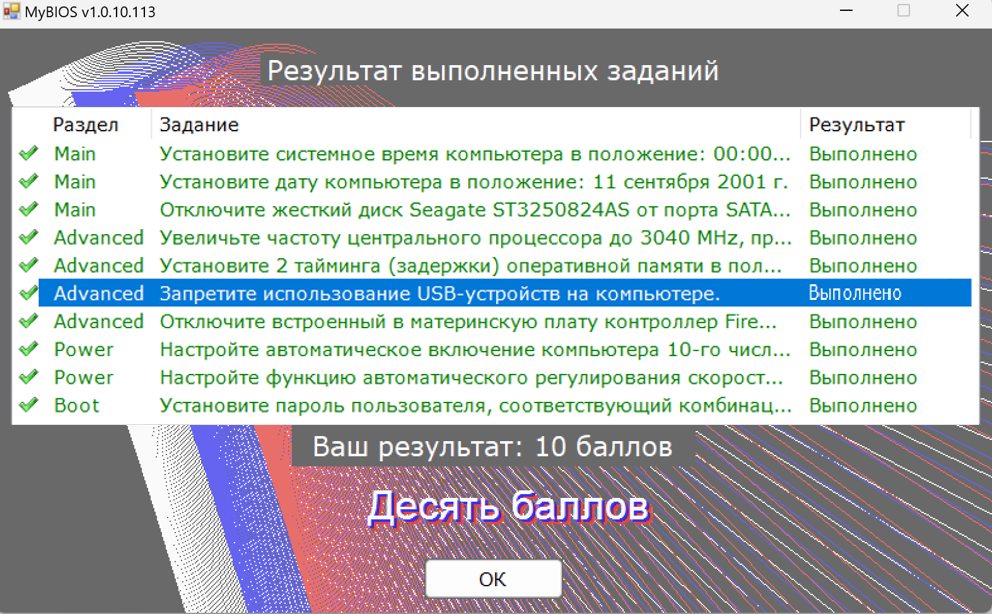 MyBIOS v1.0.10.113
Результат выполненных заданий
Раздел Задание Результат
Main Установите системное время компьютера в положение: 00:00... Выполнено
Main Установите дату компьютера в положение: 11 сентября 2001 г. Выполнено
Main Отключите жесткий диск Seagate ST3250824AS от порта SATA... Выполнено
Advanced Увеличьте частоту центрального процессора до 3040 MHz, пр... Выполнено
Advanced Установите 2 тайминга (задержки) оперативной памяти в пол... Выполнено
Advanced Запретите использование USB-устройств на компьютере. Выполнено
Advanced Отключите встроенный в материнскую плату контроллер Fire... Выполнено
Power Настройте автоматическое включение компьютера 10-го числ... Выполнено
Power Настройте функцию автоматического регулирования скорост... Выполнено
Boot Установите пароль пользователя, соответствующий комбинац... Выполнено
Ваш результат: 10 баллов
Десять баллов
ОК